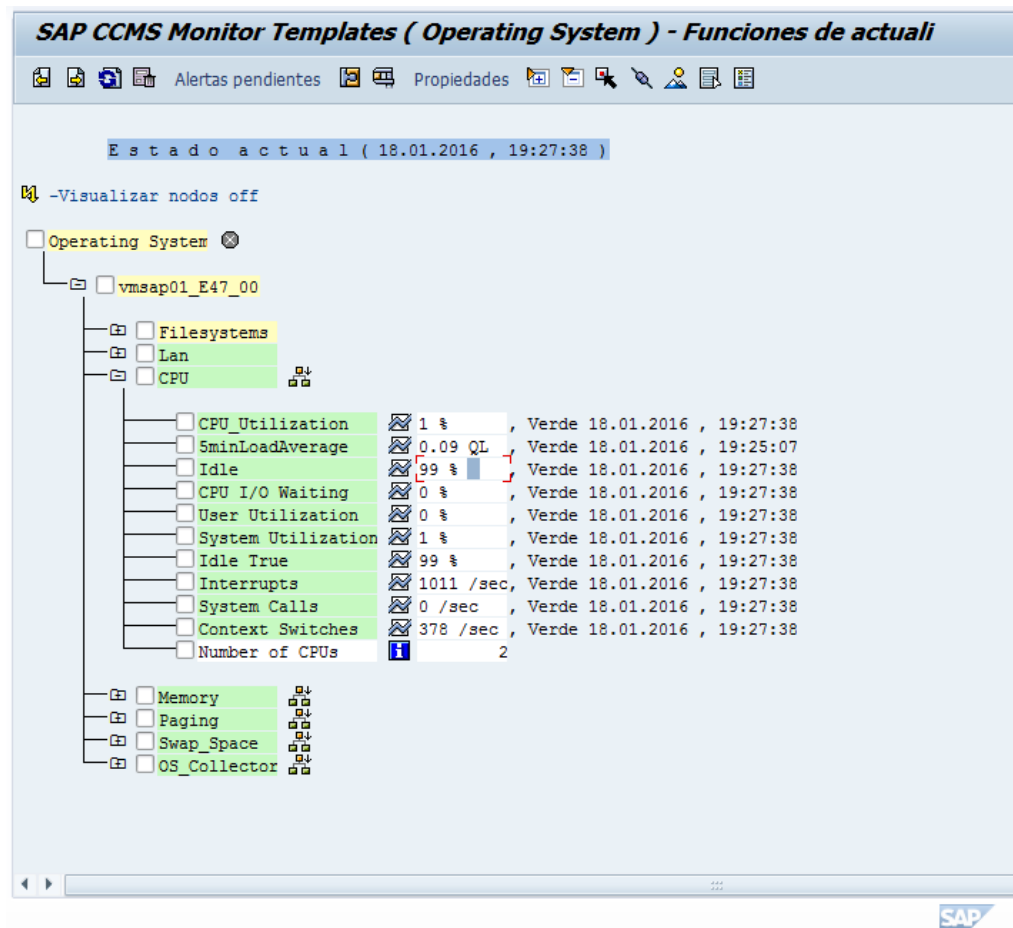 SAP CCMS Monitor Templates ( Operating System ) - Funciones de actuali
Alertas pendientes Propiedades
E s t a d o a c t u a l ( 18.01.2016 , 19:27:38 )
-Visualizar nodos off
Operating System
vmsap01_E47_00
Filesystems
Lan
CPU
CPU_Utilization 1 % , Verde 18.01.2016 , 19:27:38
5minLoadAverage 0.09 QL , Verde 18.01.2016 , 19:25:07
Idle 99 % , Verde 18.01.2016 , 19:27:38
CPU I/O Waiting 0 % , Verde 18.01.2016 , 19:27:38
User Utilization 0 % , Verde 18.01.2016 , 19:27:38
System Utilization 1 % , Verde 18.01.2016 , 19:27:38
Idle True 99 % , Verde 18.01.2016 , 19:27:38
Interrupts 1011 /sec, Verde 18.01.2016 , 19:27:38
System Calls 0 /sec , Verde 18.01.2016 , 19:27:38
Context Switches 378 /sec , Verde 18.01.2016 , 19:27:38
Number of CPUs 2
Memory
Paging
Swap_Space
OS_Collector
SAP